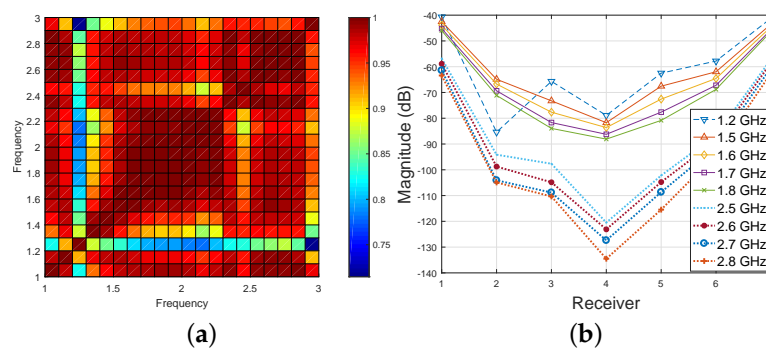 3
2.8
2.6
2.4
2.2
2
1.8
1.6
1.4
1.2
1
Frequency
Frequency
1 1.5 2 2.5 3
Frequency
1
0.95
0.9
0.85
0.8
0.75
(a)
-40
-50
-60
-70
-80
-90
-100
-110
-120
-130
-140
Magnitude (dB)
1 2 3 4 5 6
Receiver
1.2 GHz
1.5 GHz
1.6 GHz
1.7 GHz
1.8 GHz
2.5 GHz
2.6 GHz
2.7 GHz
2.8 GHz
(b)